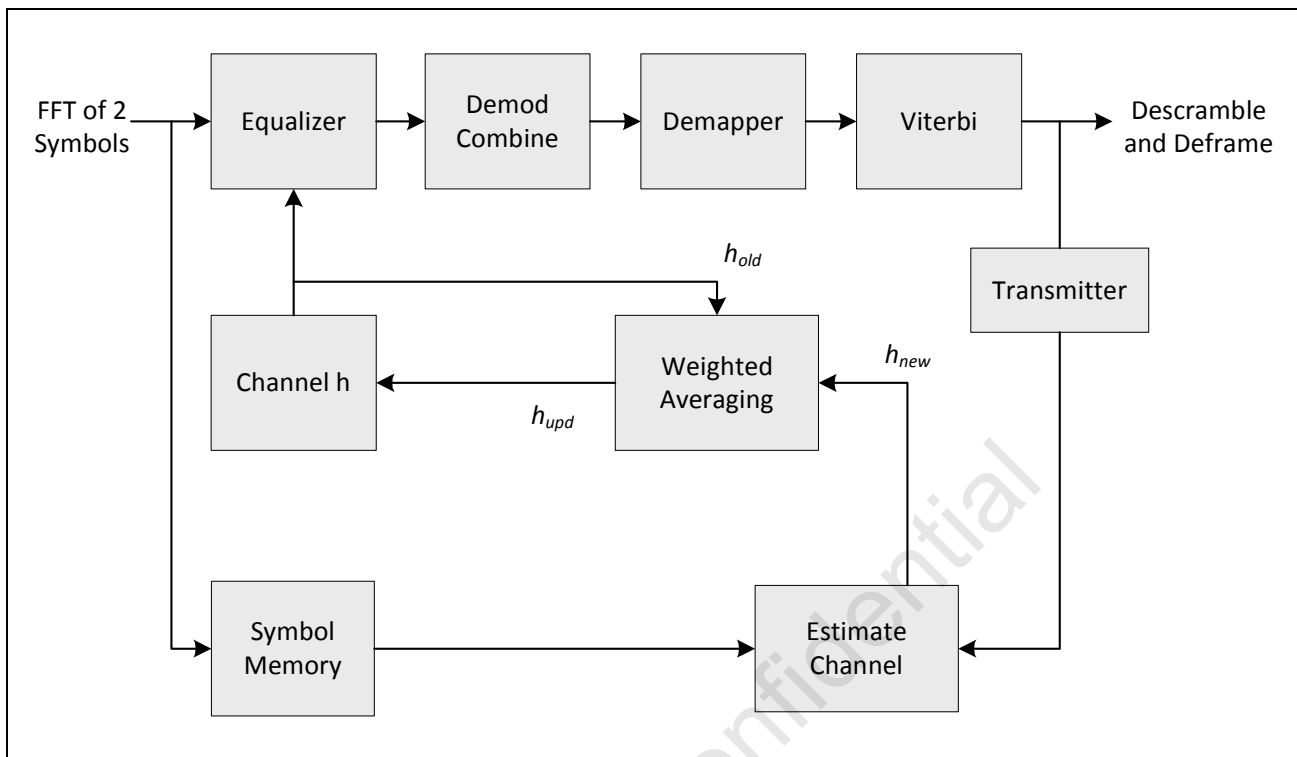 FFT of 2
Symbols
Equalizer
Demod
Combine
Demapper
Viterbi
Descramble
and Deframe
h_old
Transmitter
Channel h
Weighted
Averaging
h_new
h_upd
Symbol
Memory
Estimate
Channel